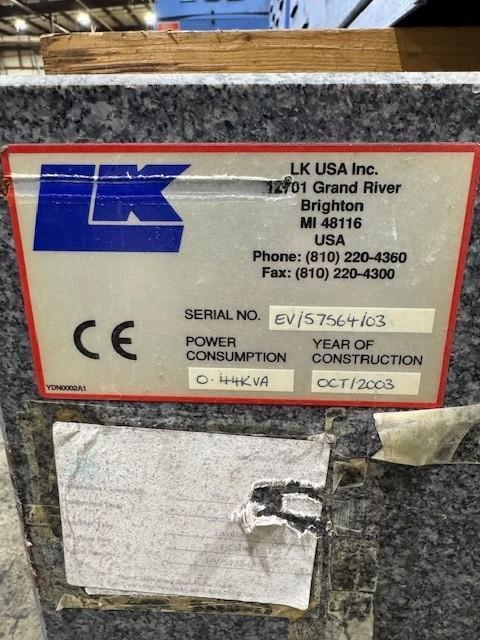 LK
LK USA Inc.
12701 Grand River
Brighton
MI 48116
USA
Phone: (810) 220-4360
Fax: (810) 220-4300
CE
SERIAL NO. EV/57564/03
POWER CONSUMPTION
0.44KVA
YEAR OF CONSTRUCTION
OCT/2003
YDN0002A1